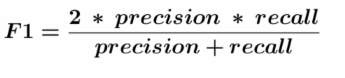 F1 = 2 * precision * recall / precision + recall